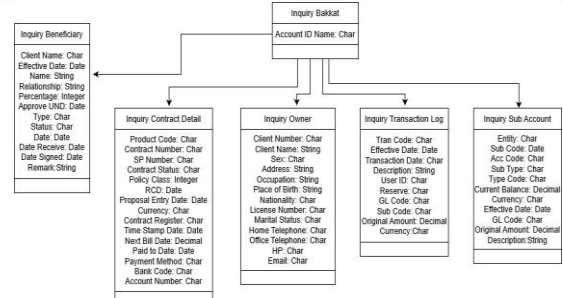 Inquiry Bakkat
Account ID Name: Char
Inquiry Beneficiary
Client Name: Char
Effective Date: Date
Name: String
Relationship: String
Percentage: Integer
Approve UND: Date
Type: Char
Status: Char
Date: Date
Date Receive: Date
Date Signed: Date
Remark:String
Inquiry Contract Detail
Product Code: Char
Contract Number: Char
SP Number: Char
Contract Status: Char
Policy Class: Integer
RCD: Date
Proposal Entry Date: Date
Currency: Char
Contract Register: Char
Time Stamp Date: Date
Next Bill Date: Decimal
Paid to Date: Date
Payment Method: Char
Bank Code: Char
Account Number: Char
Inquiry Owner
Client Number: Char
Client Name: String
Sex: Char
Address: String
Occupation: String
Place of Birth: String
Nationality: Char
License Number: Char
Marital Status: Char
Home Telephone: Char
Office Telephone: Char
HP: Char
Email: Char
Inquiry Transaction Log
Tran Code: Char
Effective Date: Date
Transaction Date: Char
Description: String
User ID: Char
Reserve: Char
GL Code: Char
Sub Code: Char
Original Amount: Decimal
Currency:Char
Inquiry Sub Account
Entity: Char
Sub Code: Date
Acc Code: Char
Sub Type: Char
Type Code: Char
Current Balance: Decimal
Currency: Char
Effective Date: Date
GL Code: Char
Original Amount: Decimal
Description:String